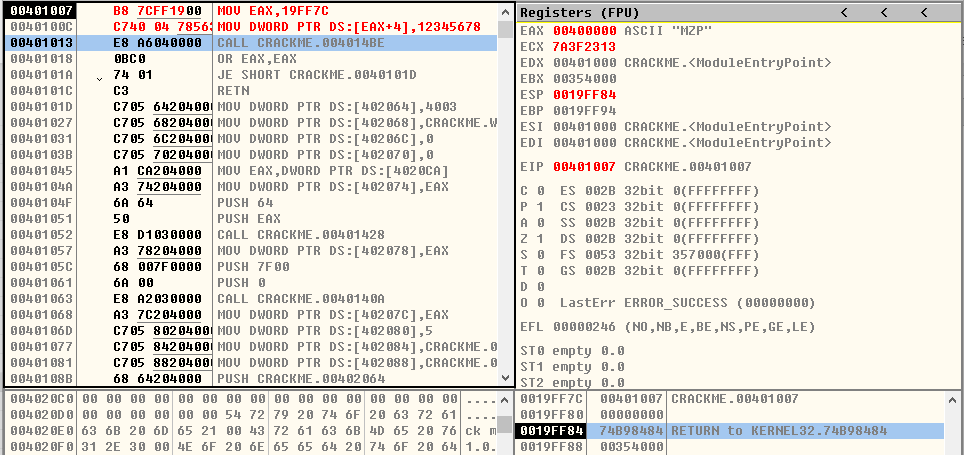 00401007 B8 7CFF1900 MOV EAX,19FF7C
0040100C C740 04 78563 MOV DWORD PTR DS:[EAX+4],12345678
00401013 E8 A6040000 CALL CRACKME.004014BE
00401018 0BC0 OR EAX,EAX
0040101A 74 01 JE SHORT CRACKME.0040101D
0040101C C3 RETN
0040101D C705 64204000 MOV DWORD PTR DS:[402064],4003
00401027 C705 68204000 MOV DWORD PTR DS:[402068],CRACKME.W
00401031 C705 6C204000 MOV DWORD PTR DS:[40206C],0
0040103B C705 70204000 MOV DWORD PTR DS:[402070],0
00401045 A1 CA204000 MOV EAX,DWORD PTR DS:[4020CA]
0040104A A3 74204000 MOV DWORD PTR DS:[402074],EAX
0040104F 6A 64 PUSH 64
00401051 50 PUSH EAX
00401052 E8 D1030000 CALL CRACKME.00401428
00401057 A3 78204000 MOV DWORD PTR DS:[402078],EAX
0040105C 68 007F0000 PUSH 7F00
00401061 6A 00 PUSH 0
00401063 E8 A2030000 CALL CRACKME.0040140A
00401068 A3 7C204000 MOV DWORD PTR DS:[40207C],EAX
0040106D C705 80204000 MOV DWORD PTR DS:[402080],5
00401077 C705 84204000 MOV DWORD PTR DS:[402084],CRACKME.0
00401081 C705 88204000 MOV DWORD PTR DS:[402088],CRACKME.0
0040108B 68 64204000 PUSH CRACKME.00402064
Registers (FPU) < < <
EAX 00400000 ASCII "MZP"
ECX 7A3F2313
EDX 00401000 CRACKME.<ModuleEntryPoint>
EBX 00354000
ESP 0019FF84
EBP 0019FF94
ESI 00401000 CRACKME.<ModuleEntryPoint>
EDI 00401000 CRACKME.<ModuleEntryPoint>
EIP 00401007 CRACKME.00401007
C 0 ES 002B 32bit 0(FFFFFFFF)
P 1 CS 0023 32bit 0(FFFFFFFF)
A 0 SS 002B 32bit 0(FFFFFFFF)
Z 1 DS 002B 32bit 0(FFFFFFFF)
S 0 FS 0053 32bit 357000(FFF)
T 0 GS 002B 32bit 0(FFFFFFFF)
D 0
O 0 LastErr ERROR_SUCCESS (00000000)
EFL 00000246 (NO,NB,E,BE,NS,PE,GE,LE)
ST0 empty 0.0
ST1 empty 0.0
ST2 empty 0.0
004020C0 00 00 00 00 00 00 00 00 00 00 00 00 ....
004020D0 00 00 00 00 00 00 54 72 79 20 74 6F 20 63 72 61
004020E0 63 6B 20 6D 65 21 00 43 72 61 63 6B 4D 65 20 76 ck m
004020F0 31 2E 30 00 4E 6F 20 6E 65 65 64 20 74 6F 20 64 1.0.
0019FF7C 00401007 CRACKME.00401007
0019FF80 00000000
0019FF84 74B98484 RETURN to KERNEL32.74B98484
0019FF88 00354000